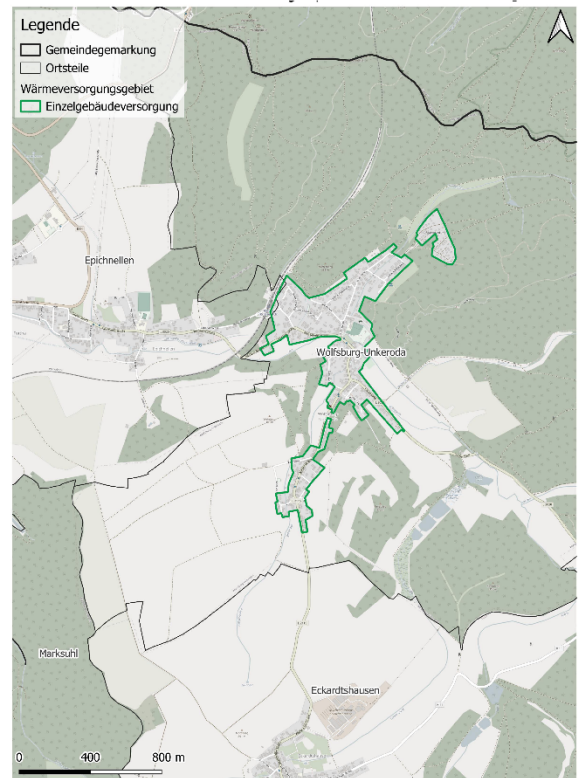 Legende
Gemeindegemarkung
Ortsteile
Wärmeversorgungsgebiet
Einzelgebäudeversorgung
Epichnellen
Wolfsburg-Unkeroda
Marksuhl
Eckardtshausen
0 400 800 m